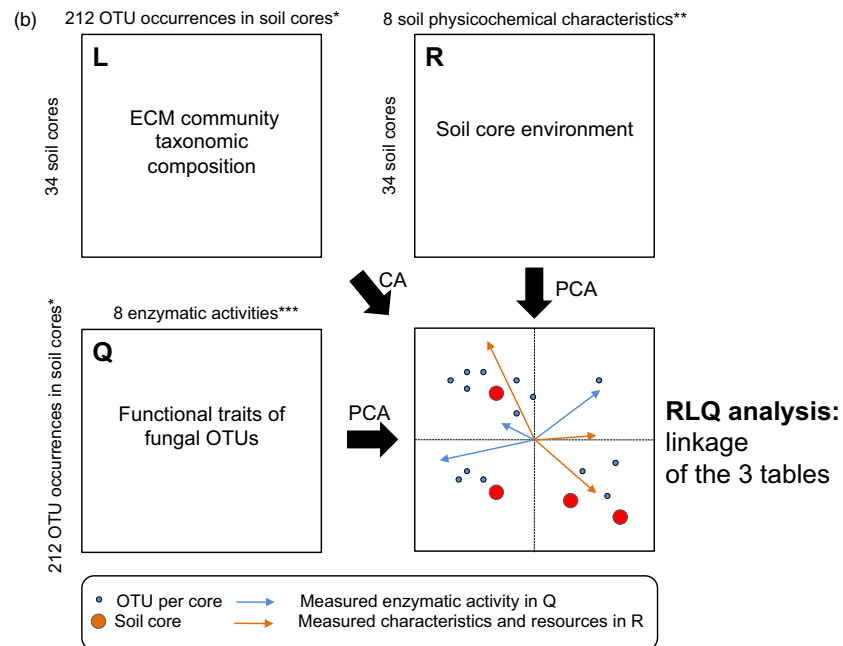 (b)
212 OTU occurrences in soil cores*
8 soil physicochemical characteristics**
L
34 soil cores
ECM community
taxonomic
composition
R
34 soil cores
Soil core environment
CA
PCA
8 enzymatic activities***
Q
212 OTU occurrences in soil cores*
Functional traits of
fungal OTUs
PCA
RLQ analysis:
linkage
of the 3 tables
OTU per core
Measured enzymatic activity in Q
Soil core
Measured characteristics and resources in R